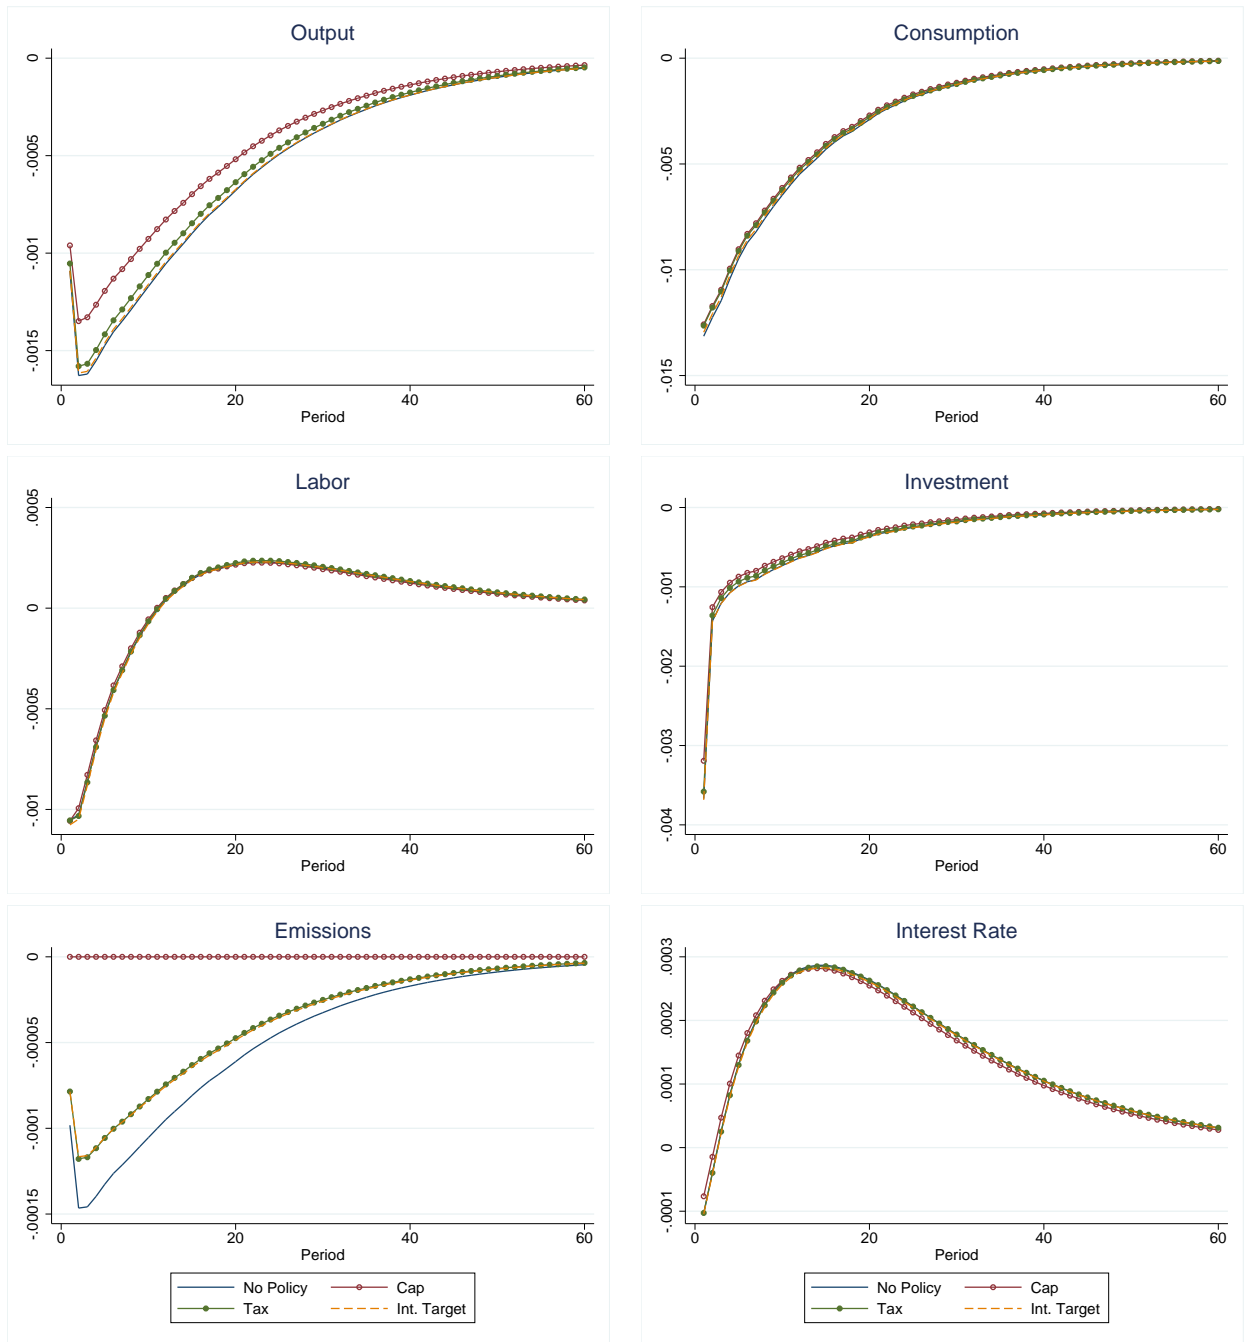 Output
0
-.0005
-.001
-.0015
0
20
40
60
Period
Consumption
0
-.005
-.01
-.015
0
20
40
60
Period
Labor
.0005
0
-.0005
-.001
0
20
40
60
Period
Investment
0
-.001
-.002
-.003
-.004
0
20
40
60
Period
Emissions
0
-.00005
-.0001
-.00015
0
20
40
60
Period
No Policy
Cap
Tax
Int. Target
Interest Rate
.0003
.0002
.0001
0
-.0001
0
20
40
60
Period
No Policy
Cap
Tax
Int. Target